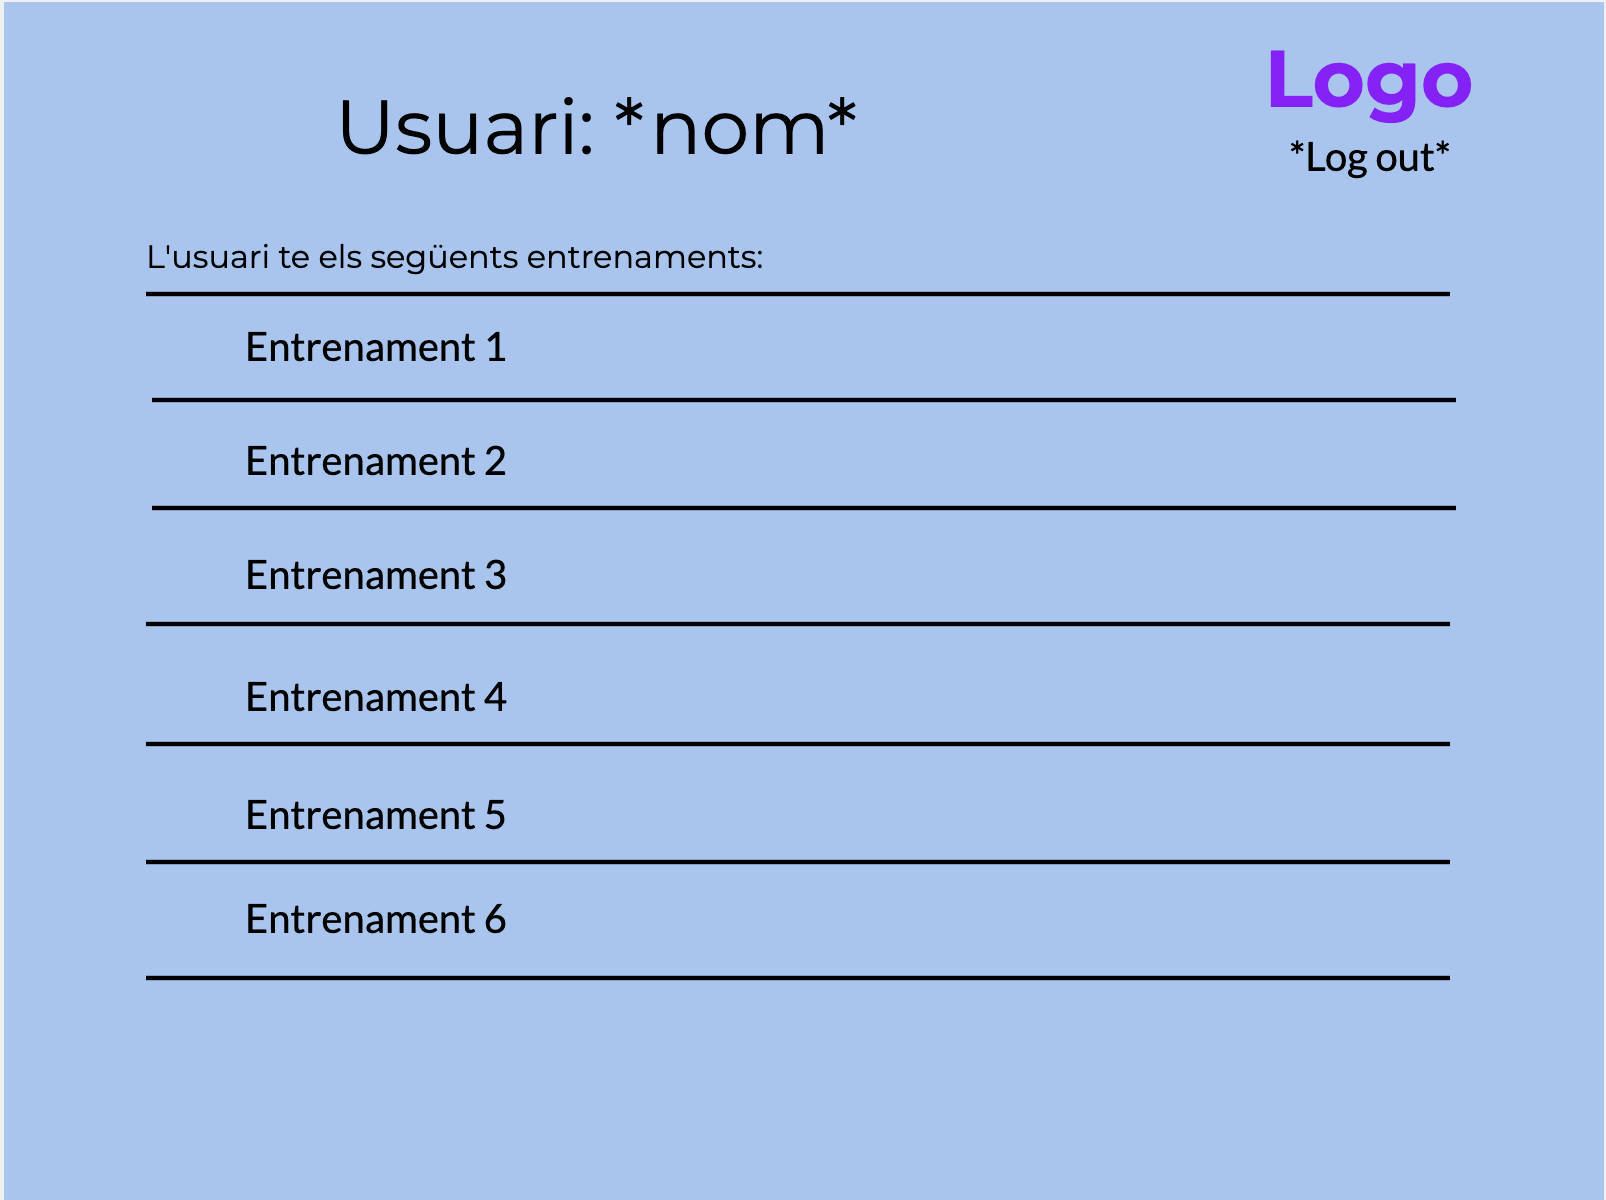 Logo
Usuari: *nom*
*Log out*
L'usuari te els següents entrenaments:
Entrenament 1
Entrenament 2
Entrenament 3
Entrenament 4
Entrenament 5
Entrenament 6